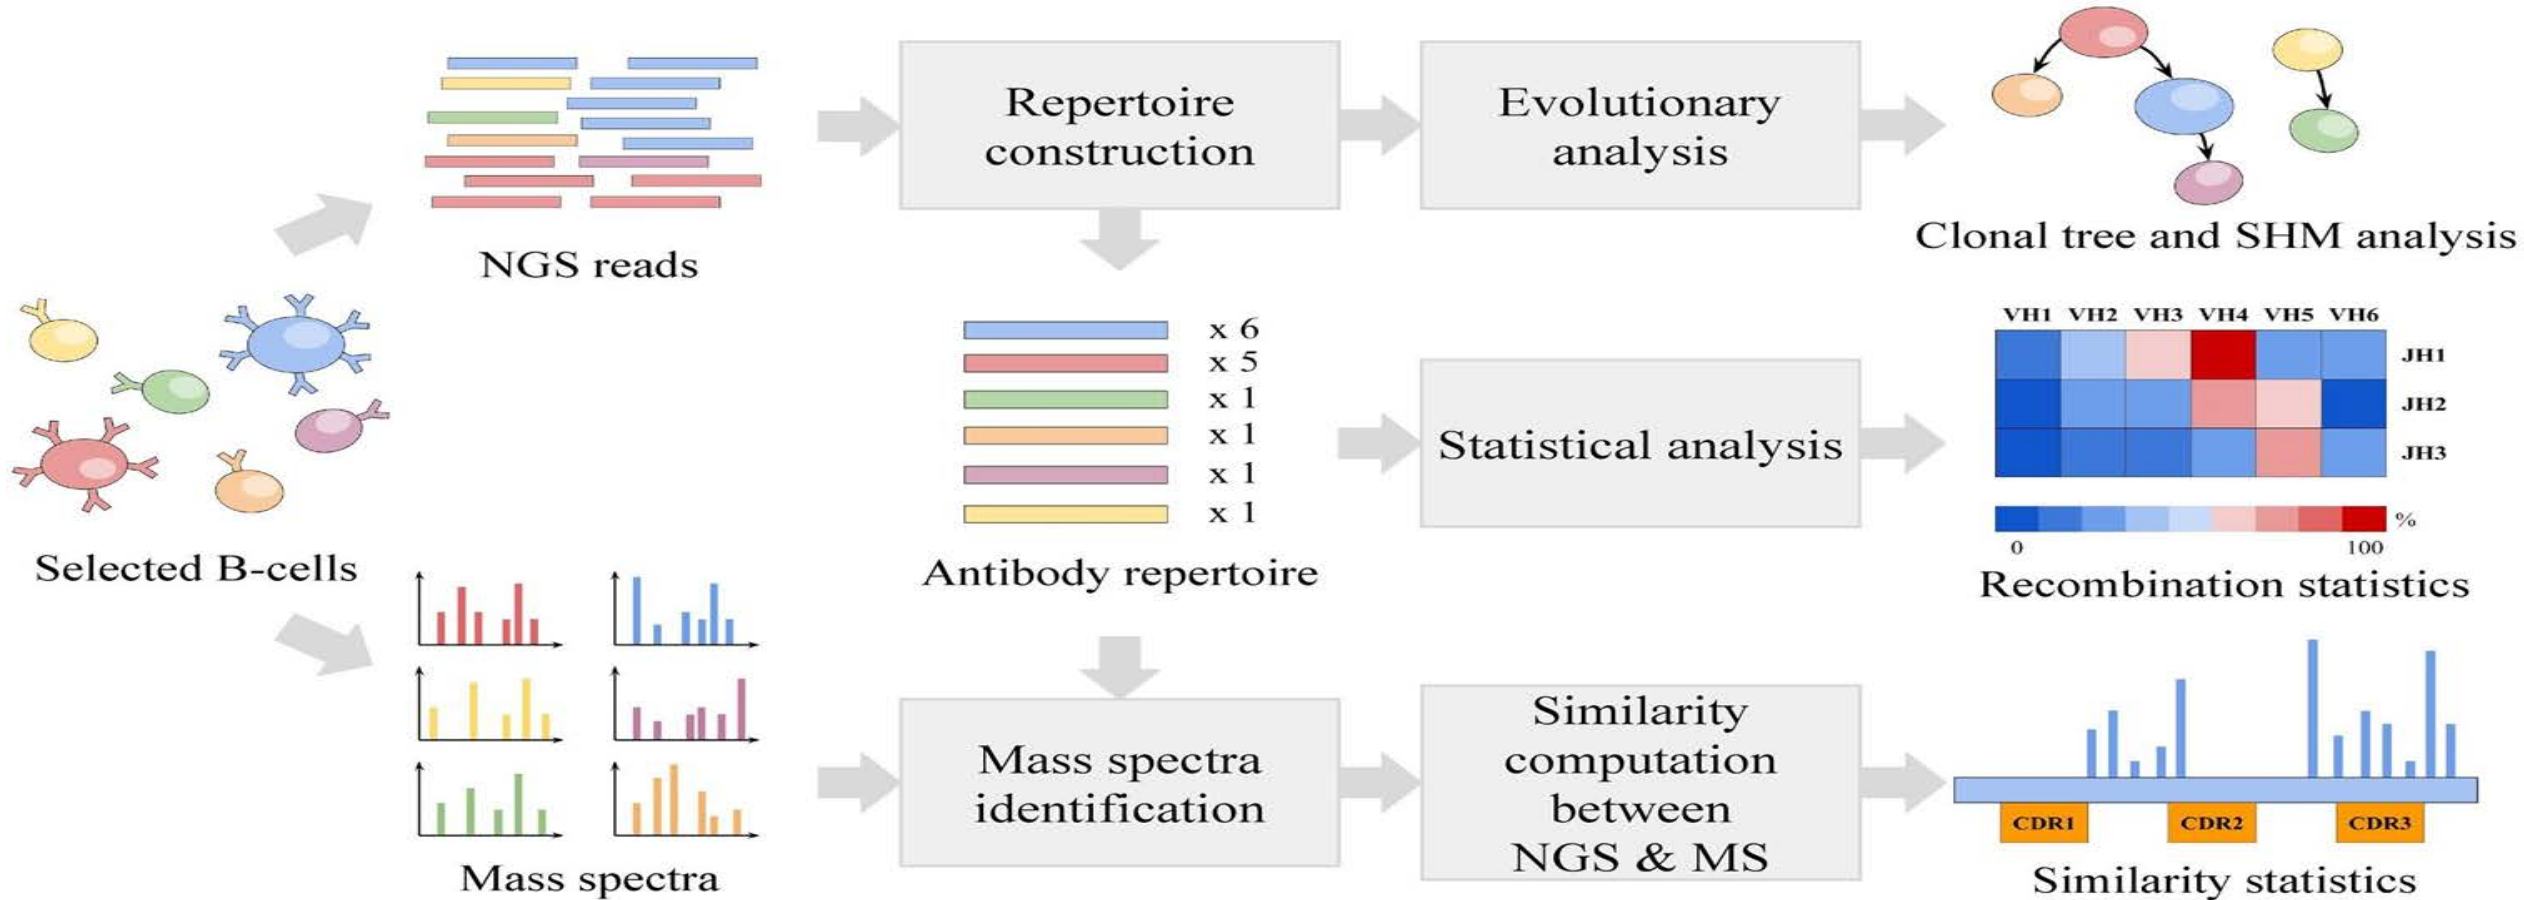 Repertoire
construction
Evolutionary
analysis
NGS reads
Clonal tree and SHM analysis
VH1 VH2 VH3 VH4 VH5 VH6
JH1
JH2
JH3
x 6
x 5
x 1
x 1
x 1
x 1
Statistical analysis
%
0 100
Selected B-cells
Antibody repertoire
Recombination statistics
Mass spectra
identification
Similarity
computation
between
NGS & MS
CDR1 CDR2 CDR3
Mass spectra
Similarity statistics